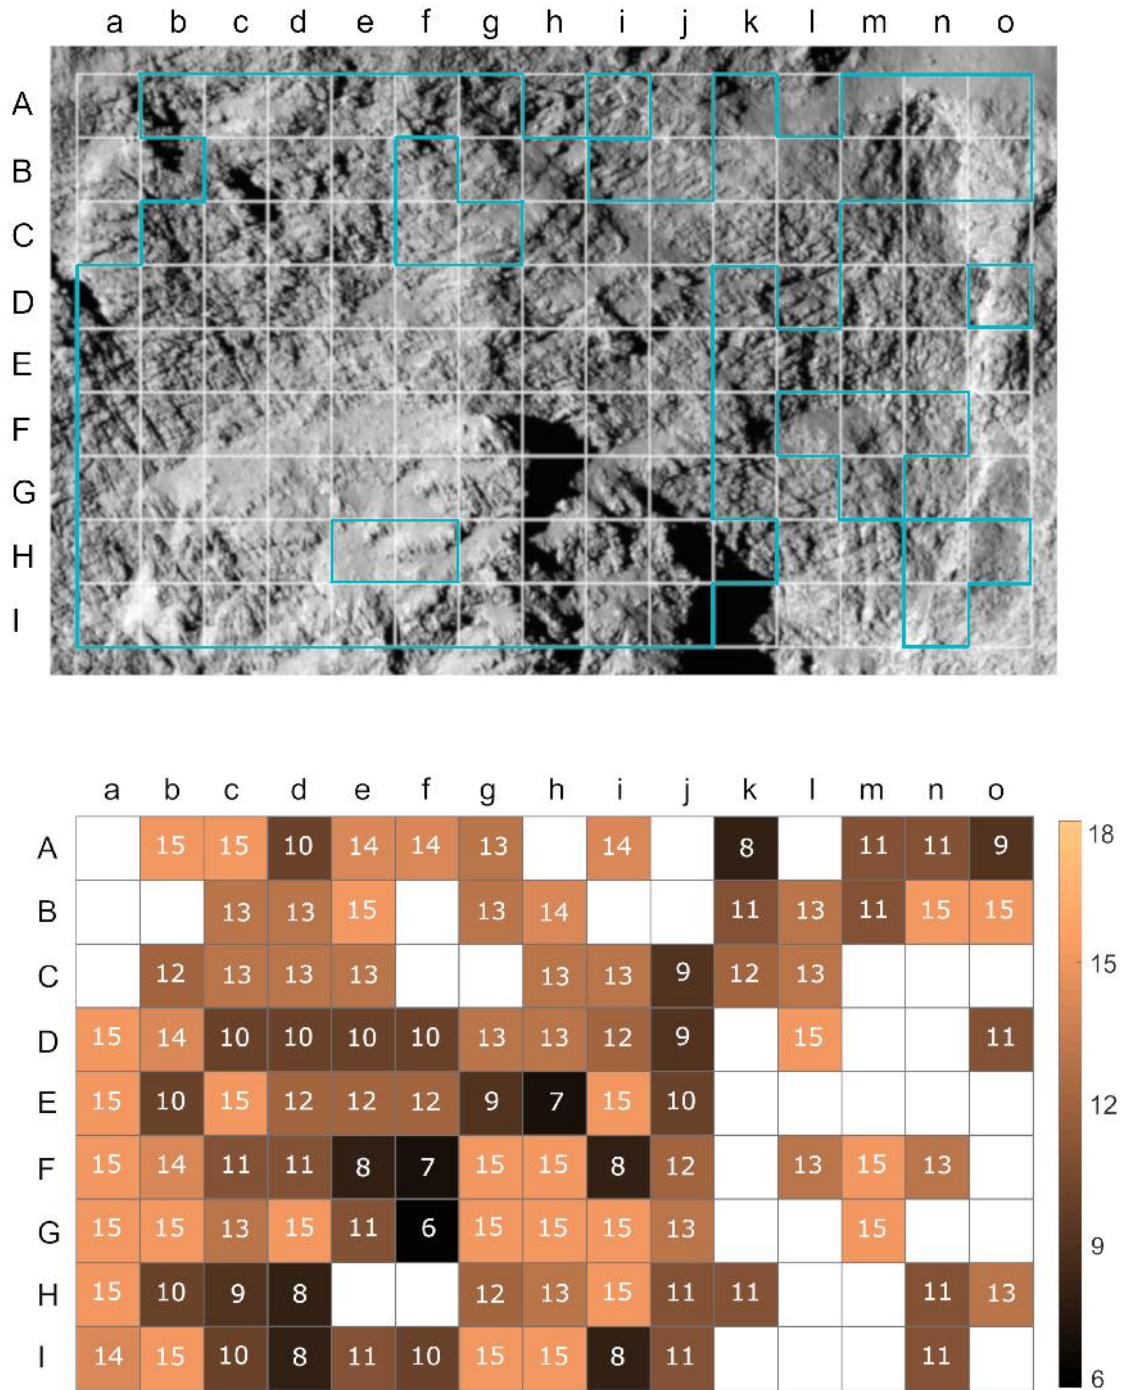 a b c d e f g h i j k l m n o
A
B
C
D
E
F
G
H
I
a b c d e f g h i j k l m n o
A 15 15 10 14 14 13 14 8 11 11 9
B 13 13 15 13 14 11 13 11 15 15
C 12 13 13 13 13 13 9 12 13
D 15 14 10 10 10 10 13 13 12 9 15 11
E 15 10 15 12 12 12 9 7 15 10
F 15 14 11 11 8 7 15 15 8 12 13 15 13
G 15 15 13 15 11 6 15 15 15 13 15
H 15 10 9 8 12 13 15 11 11 11 13
I 14 15 10 8 11 10 15 15 8 11 11
18
15
12
9
6